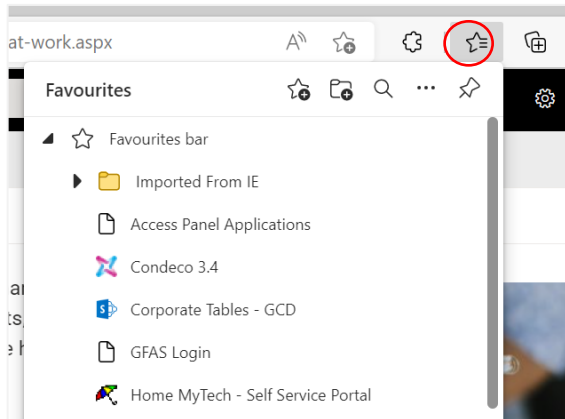 at-work.aspx
Favourites
Favourites bar
Imported From IE
Access Panel Applications
Condeco 3.4
Corporate Tables - GCD
GFAS Login
Home MyTech - Self Service Portal